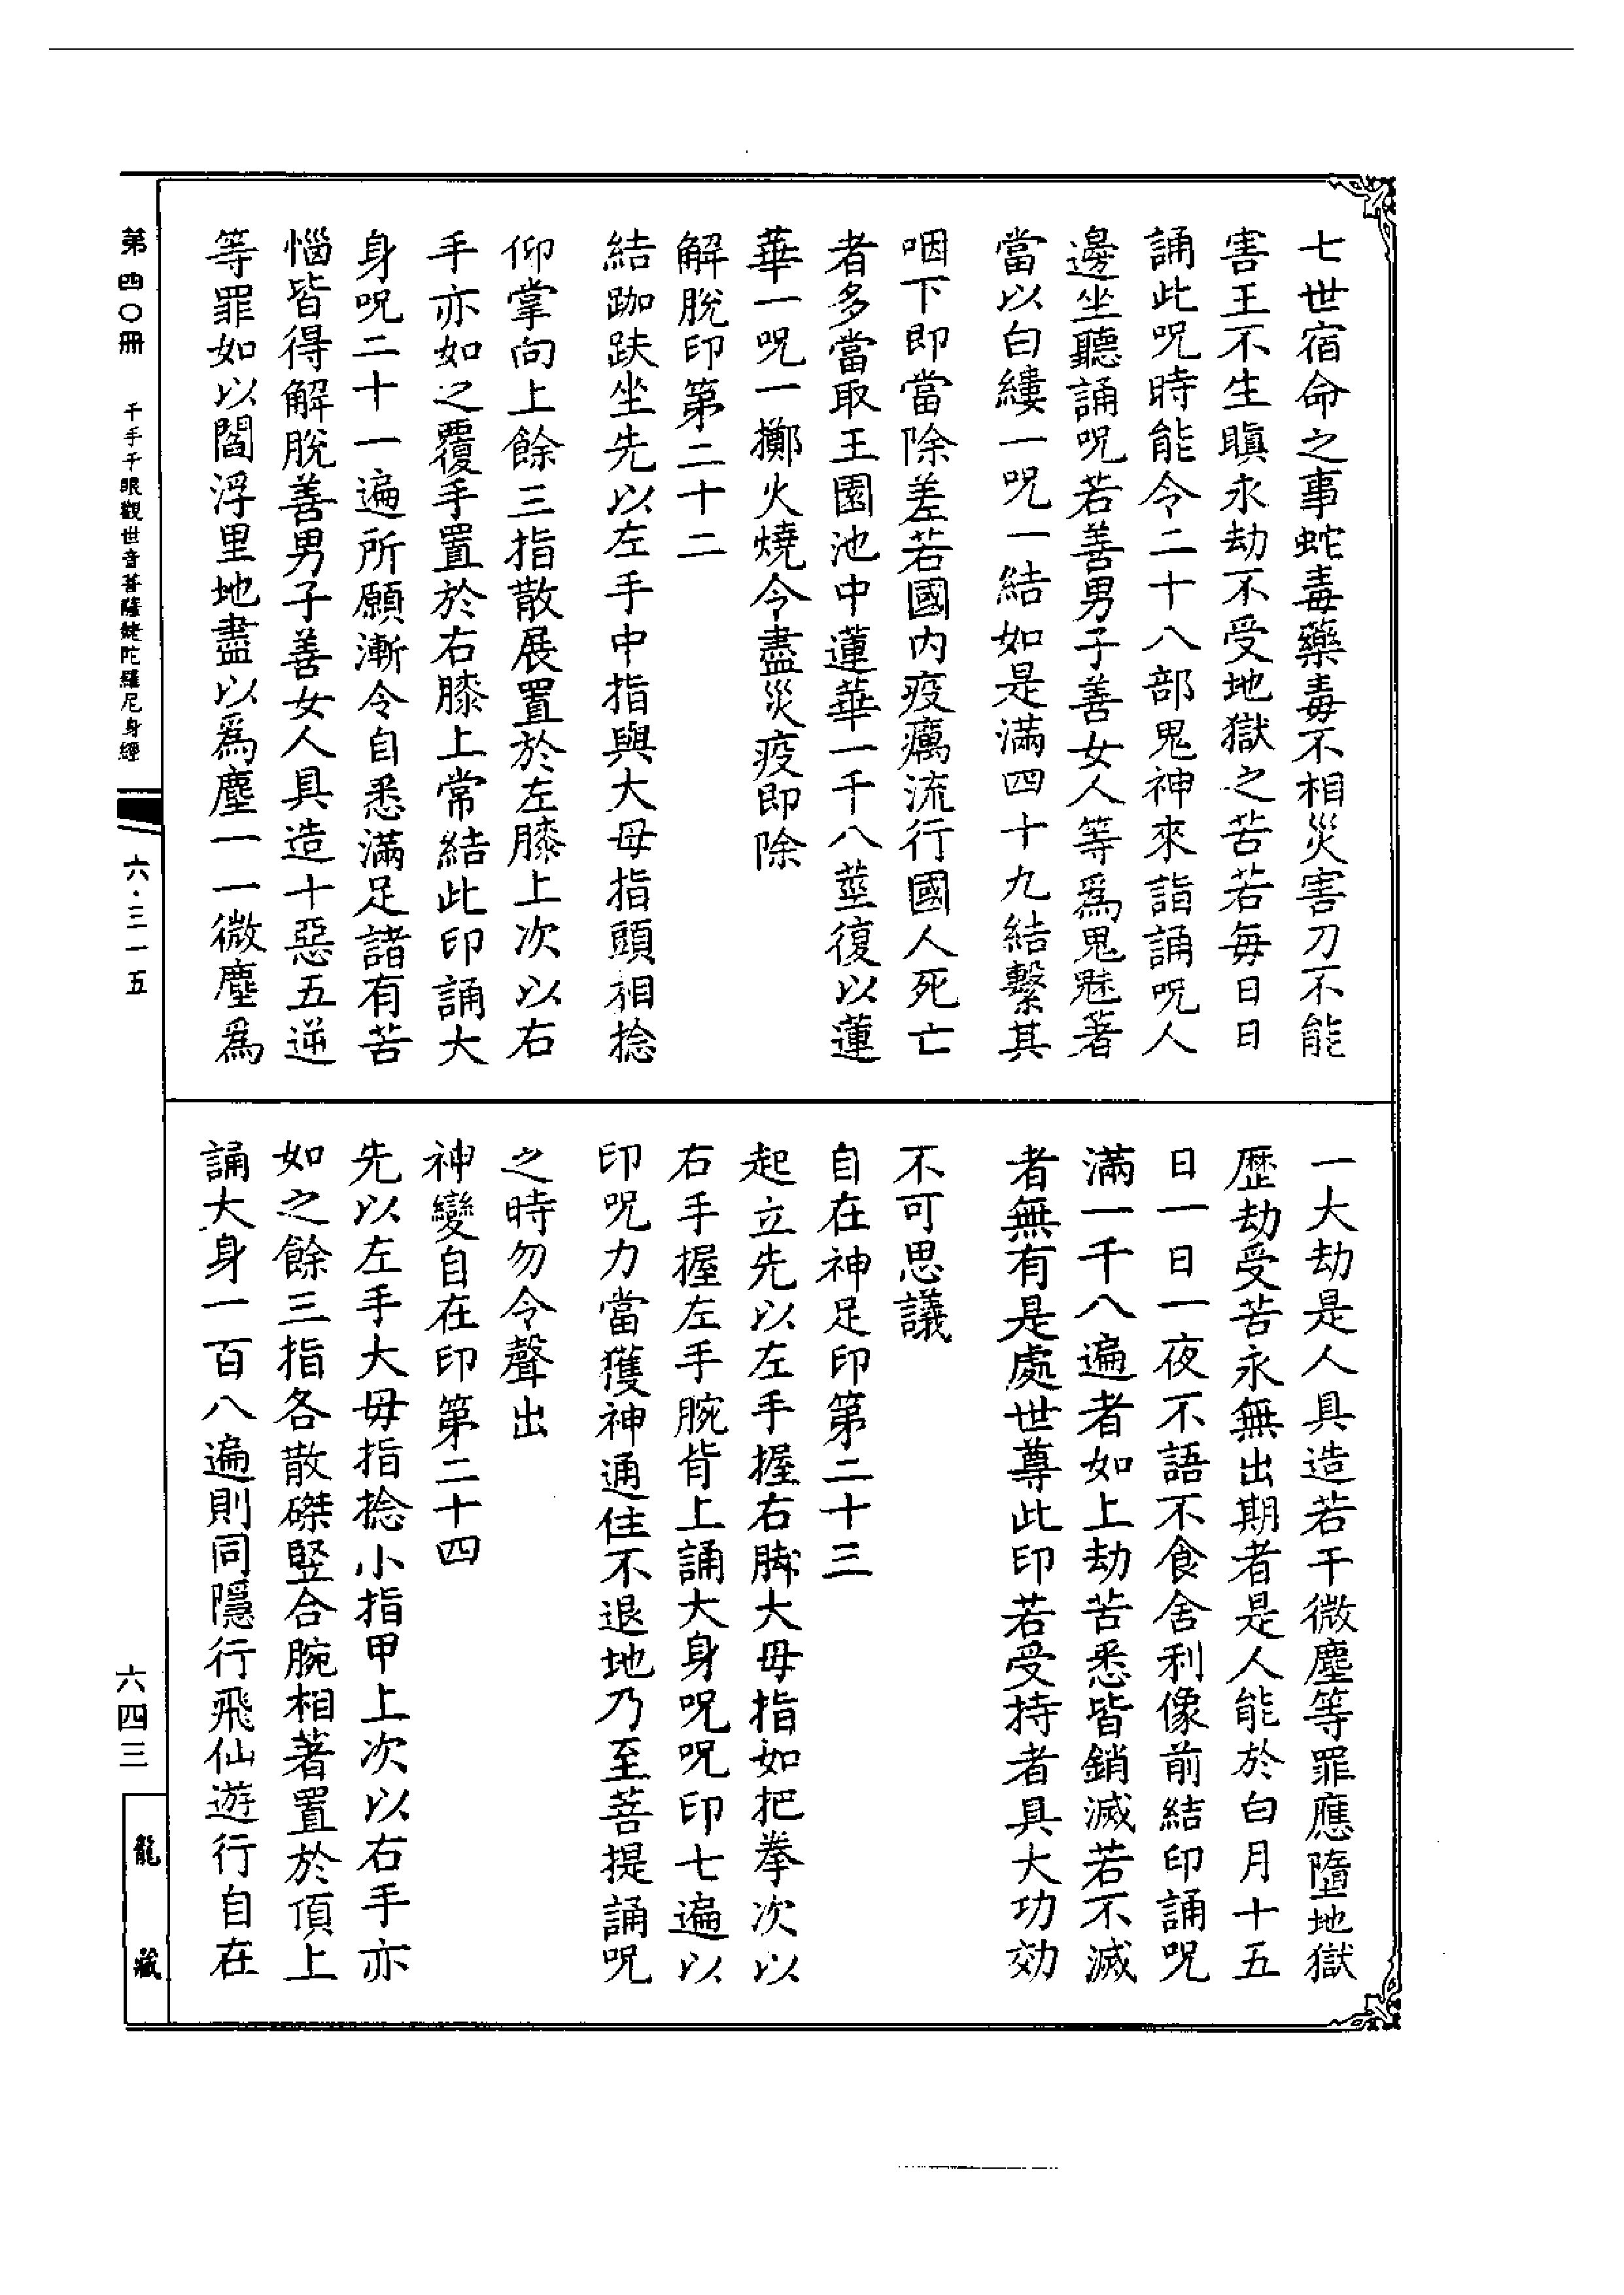 七世宿命之事蛇毒藥毒不相災害刀不能
害王不生瞋永劫不受地獄之苦若每日日
誦此呪時能令二十八部鬼神來詣誦呪人
邊坐聽誦呪若善男子善女人等爲鬼魅著
當以白縷一呪一結如是滿四十九結繫其
咽下即當除差若國內疫癘流行國人死亡
者多當取王園池中蓮華一千八莖復以蓮
華一呪一擲火燒令盡災疫即除
解脫印第二十二
結跏趺坐先以左手中指與大母指頭相捻
仰掌向上餘三指散展置於左膝上次以右
手亦如之覆手置於右膝上常結此印誦大
身呪二十一遍所願漸令自悉滿足諸有苦
惱皆得解脫善男子善女人具造十惡五逆
等罪如以閻浮里地盡以爲塵一一微塵爲
一大劫是人具造若干微塵等罪應墮地獄
歷劫受苦永無出期者是人能於白月十五
日一日一夜不語不食舍利像前結印誦呪
滿一千八遍者如上劫苦悉皆銷滅若不滅
者無有是處世尊此印若受持者具大功効
不可思議
自在神足印第二十三
起立先以左手握右脚大母指如把拳次以
右手握左手腕背上誦大身呪呪印七遍以
印呪力當獲神通住不退地乃至菩提誦呪
之時勿令聲出
神變自在印第二十四
先以左手大母指捻小指甲上次以右手亦
如之餘三指各散磔豎合腕相著置於頂上
誦大身一百八遍則同隱行飛仙遊行自在
第四〇冊
千手千眼觀世音菩薩姥陀羅尼身經
六·三一五
六四三
龍藏